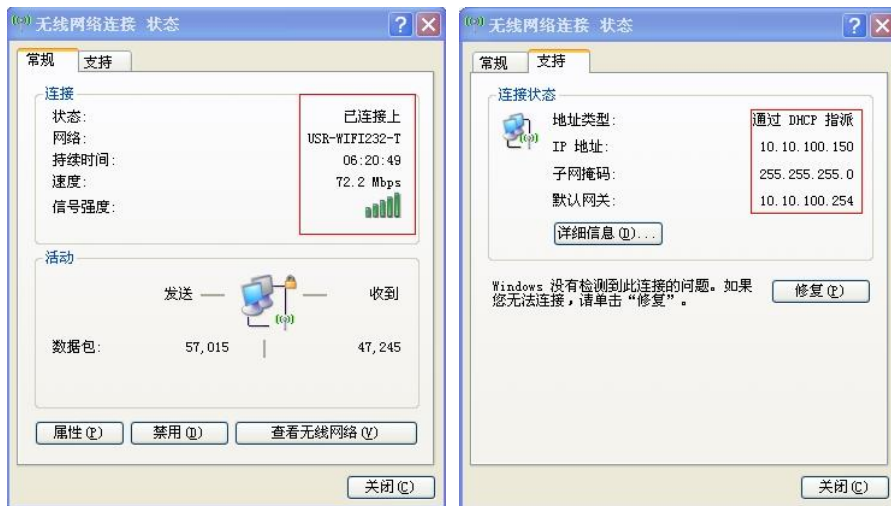 无线网络连接 状态
常规 支持
连接
状态: 已连接上
网络: USR-WIFI232-T
持续时间: 06:20:49
速度: 72.2 Mbps
信号强度:
活动
发送 — — 收到
数据包: 57,015 | 47,245
属性(P) 禁用(D) 查看无线网络(V)
关闭(C)
无线网络连接 状态
常规 支持
连接状态
地址类型: 通过 DHCP 指派
IP 地址: 10.10.100.150
子网掩码: 255.255.255.0
默认网关: 10.10.100.254
详细信息(D)...
Windows 没有检测到此连接的问题。如果
您无法连接,请单击“修复”。
修复(P)
关闭(C)